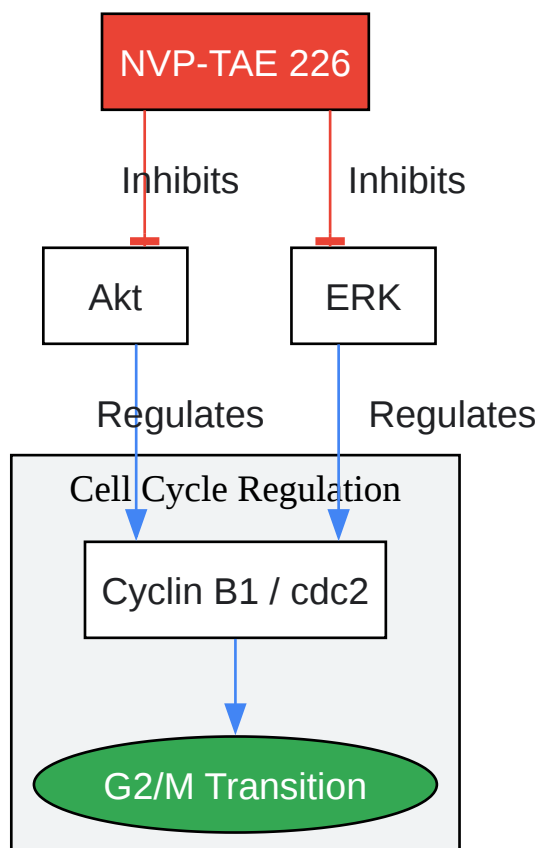 NVP-TAE 226
Inhibits
Inhibits
Akt
ERK
Regulates
Regulates
Cell Cycle Regulation
Cyclin B1 / cdc2
G2/M Transition